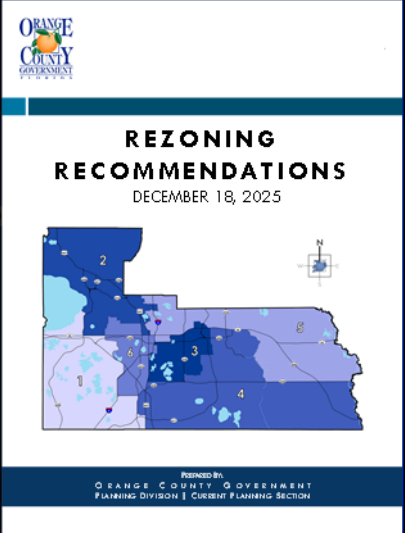 ORANGE
COUNTY
GOVERNMENT
FLORIDA
REZONING
RECOMMENDATIONS
DECEMBER 18, 2025
N
W
E
S
2
5
3
6
1
4
PREPARED BY:
ORANGE COUNTY GOVERNMENT
PLANNING DIVISION | CURRENT PLANNING SECTION